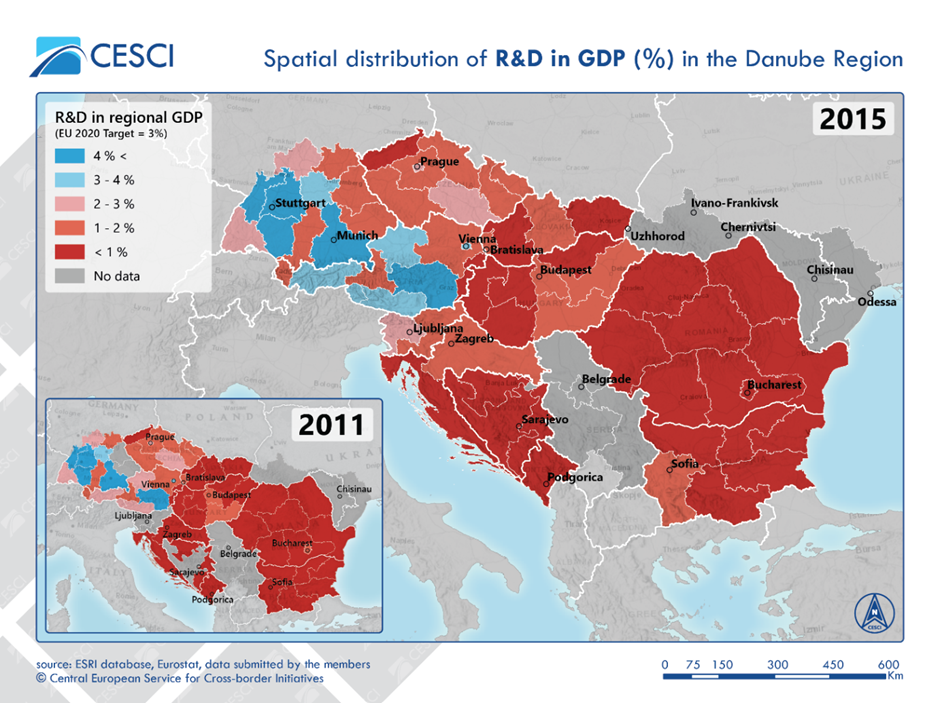 CESCI
Spatial distribution of R&D in GDP (%) in the Danube Region
R&D in regional GDP
(EU 2020 Target = 3%)
4 % <
3 - 4 %
2 - 3 %
1 - 2 %
< 1 %
No data
2015
Prague
Stuttgart
Munich
Vienna
Bratislava
Budapest
Uzhhorod
Ivano-Frankivsk
Chernivtsi
UKRAINE
Chisinau
Odessa
Ljubljana
Zagreb
Belgrade
ROMANIA
Bucharest
Sarajevo
SERBIA
Podgorica
Sofia
2011
GERMANY
POLAND
UKRA
Prague
Vienna
Bratislava
Budapest
Chisinau
Ljubljana
Zagreb
Belgrade
Bucharest
Sarajevo
Sofia
Podgorica
ITALY
N
CESCI
source: ESRI database, Eurostat, data submitted by the members
© Central European Service for Cross-border Initiatives
0 75 150 300 450 600
Km